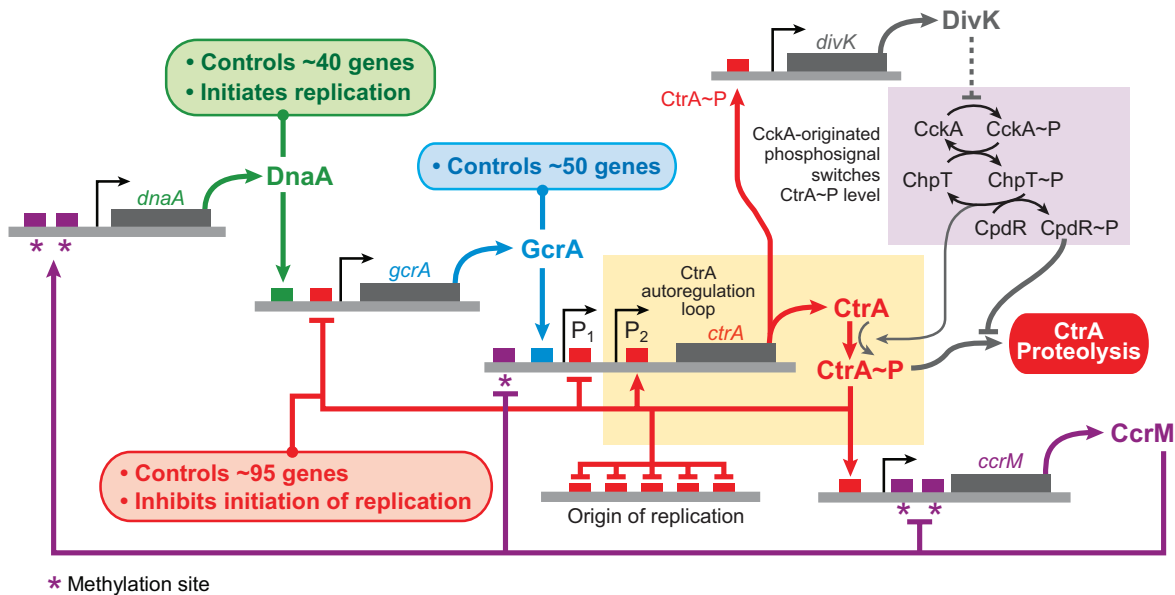 • Controls ~40 genes
• Initiates replication
DnaA
dnaA
* *
• Controls ~50 genes
GcrA
gcrA
divK
DivK
CtrA~P
CckA-originated
phosphosignal
switches
CtrA~P level
CckA
CckA~P
ChpT
ChpT~P
CpdR
CpdR~P
CtrA
autoregulation
loop
P1
P2
ctrA
*
CtrA
CtrA~P
CtrA
Proteolysis
• Controls ~95 genes
• Inhibits initiation of replication
Origin of replication
ccrM
CcrM
* *
* Methylation site